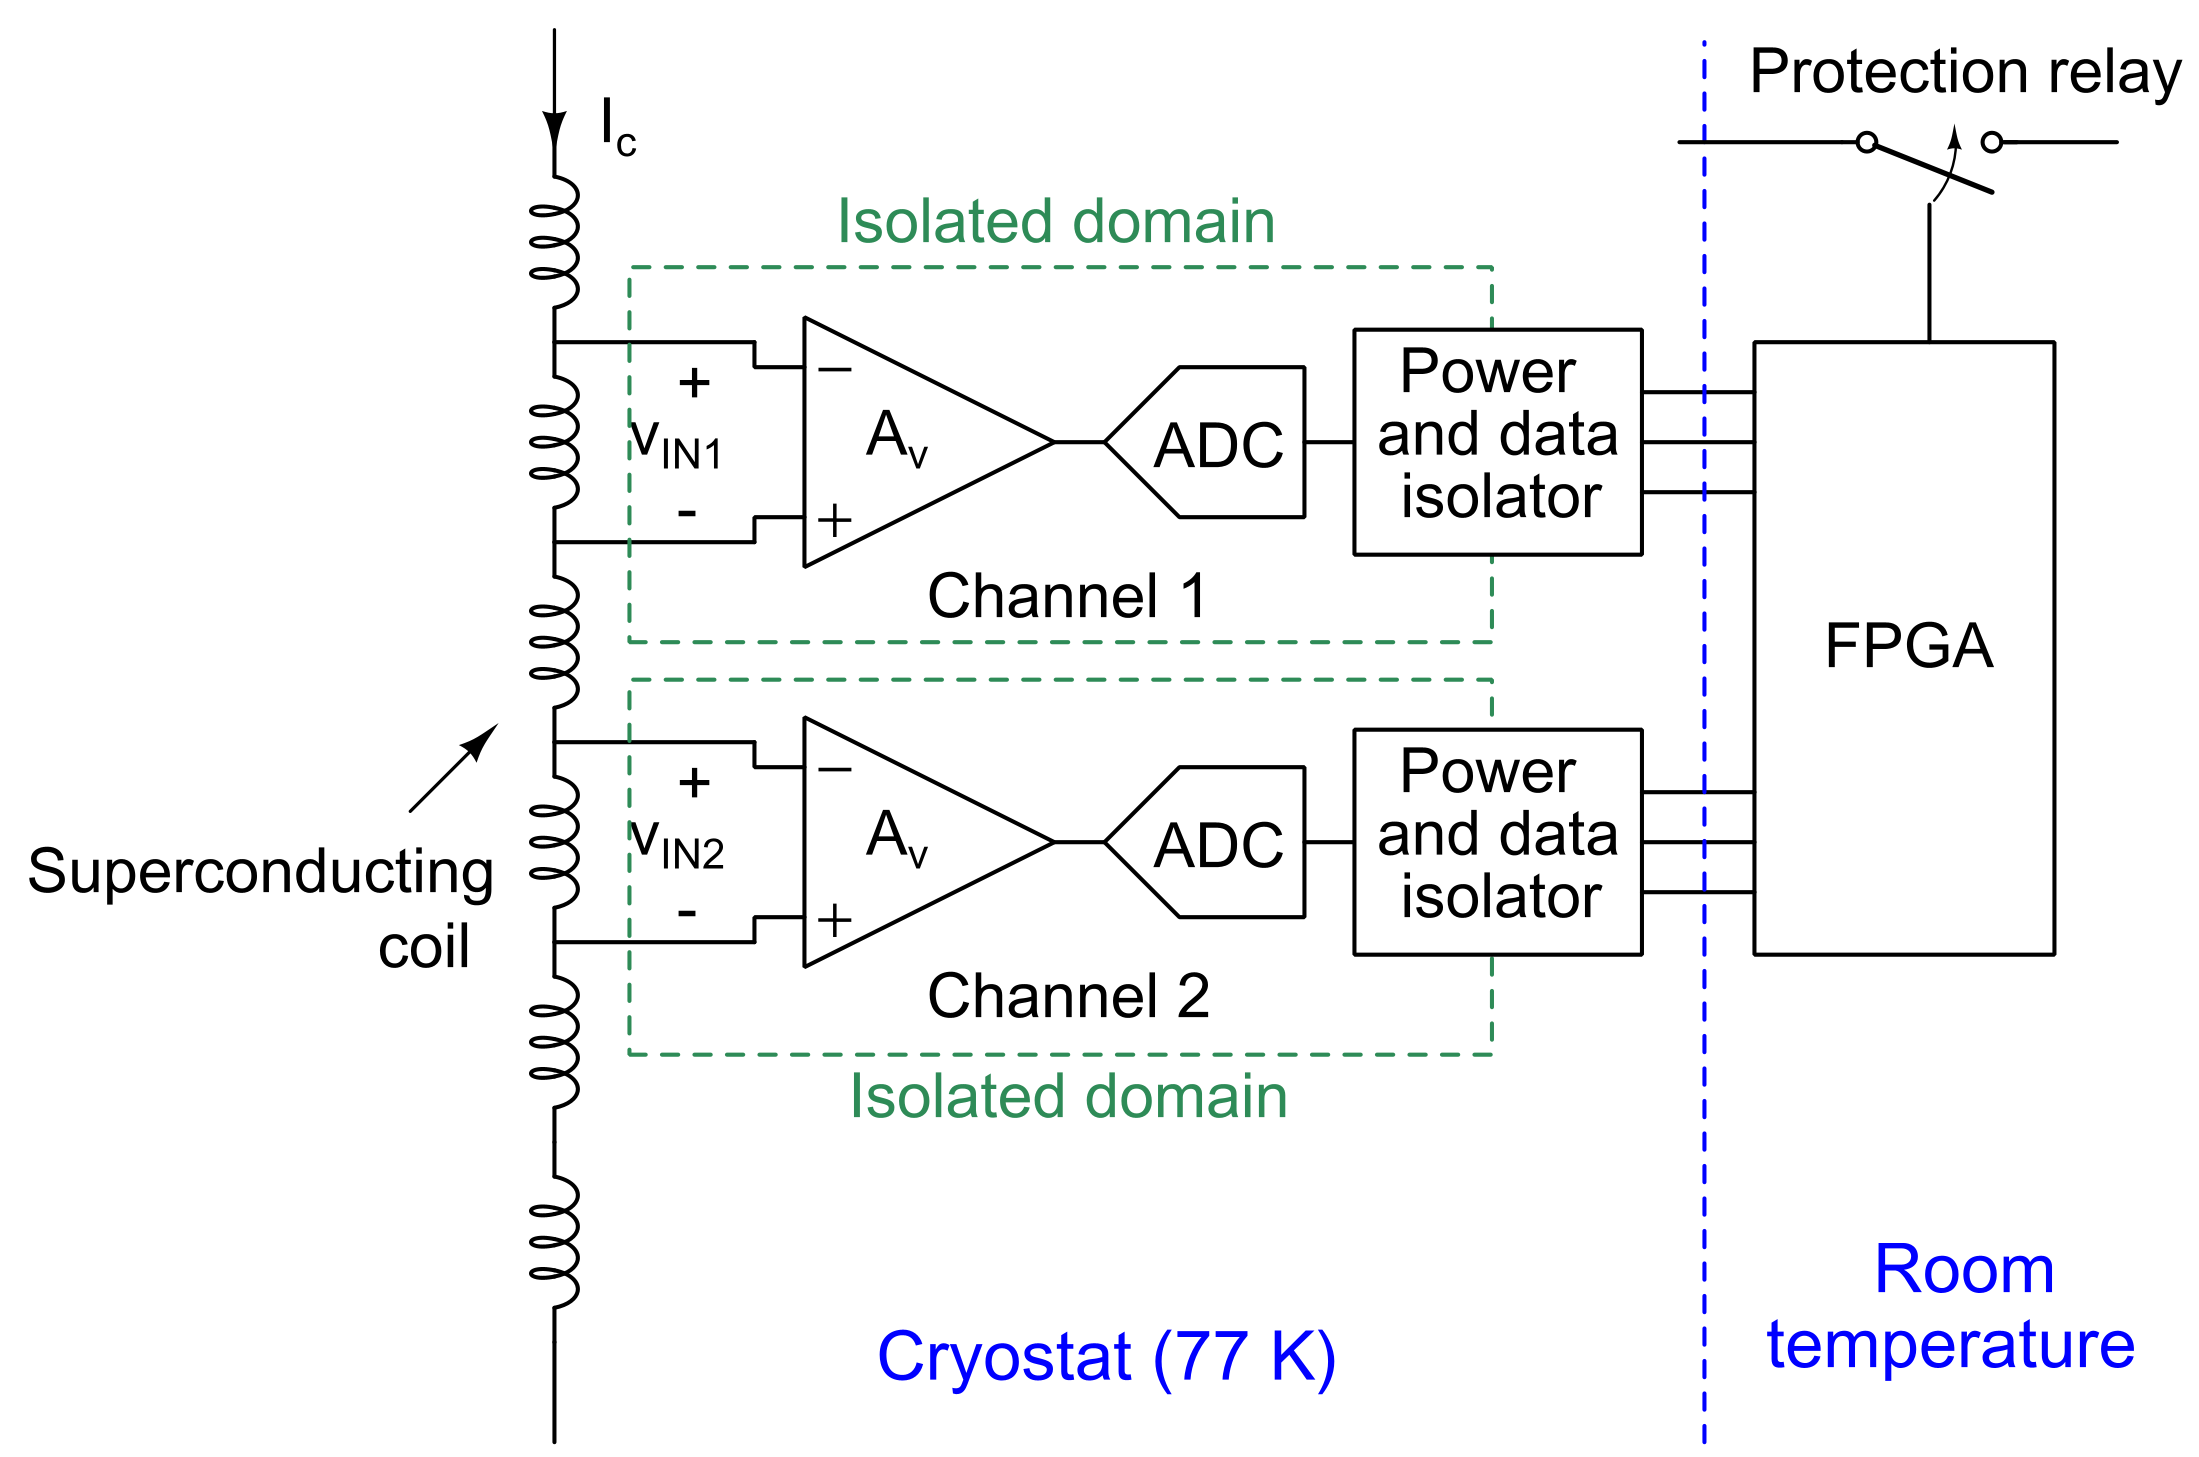 Protection relay
I_c
Isolated domain
+
v_IN1
-
−
A_v
+
ADC
Power
and data
isolator
Channel 1
FPGA
+
v_IN2
-
−
A_v
+
ADC
Power
and data
isolator
Channel 2
Superconducting
coil
Isolated domain
Cryostat (77 K)
Room
temperature